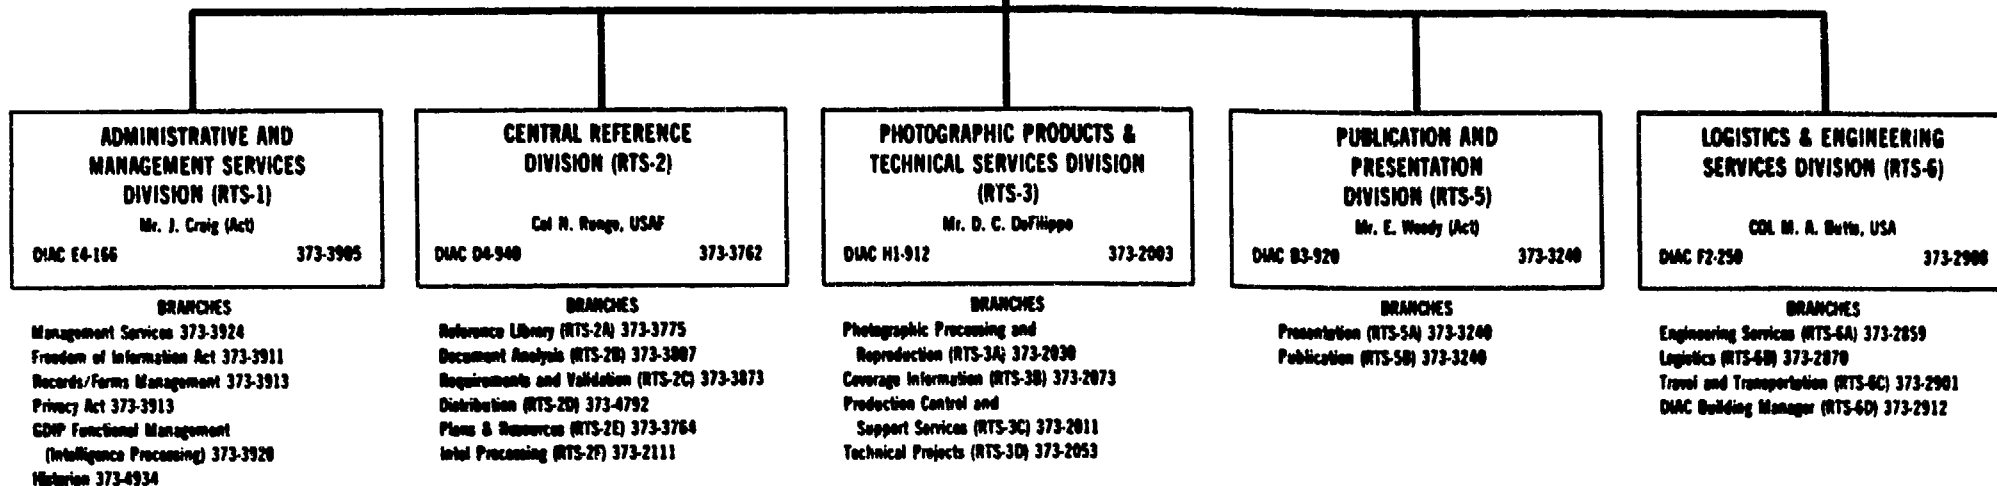 ADMINISTRATIVE AND
MANAGEMENT SERVICES
DIVISION (RTS-1)
Mr. J. Craig (Act)
DIAC E4-166 373-3905
BRANCHES
Management Services 373-3924
Freedom of Information Act 373-3911
Records/Forms Management 373-3913
Privacy Act 373-3913
GDIP Functional Management
(Intelligence Processing) 373-3920
Historian 373-4934
CENTRAL REFERENCE
DIVISION (RTS-2)
Col N. Runge, USAF
DIAC D4-940 373-3762
BRANCHES
Reference Library (RTS-2A) 373-3775
Document Analysis (RTS-2B) 373-3807
Requirements and Validation (RTS-2C) 373-3873
Distribution (RTS-2D) 373-4792
Plans & Resources (RTS-2E) 373-3764
Intel Processing (RTS-2F) 373-2111
PHOTOGRAPHIC PRODUCTS &
TECHNICAL SERVICES DIVISION
(RTS-3)
Mr. D. C. DeFilippo
DIAC H1-912 373-2003
BRANCHES
Photographic Processing and
Reproduction (RTS-3A) 373-2030
Coverage Information (RTS-3B) 373-2073
Production Control and
Support Services (RTS-3C) 373-2011
Technical Projects (RTS-3D) 373-2053
PUBLICATION AND
PRESENTATION
DIVISION (RTS-5)
Mr. E. Woody (Act)
DIAC B3-920 373-3240
BRANCHES
Presentation (RTS-5A) 373-3240
Publication (RTS-5B) 373-3240
LOGISTICS & ENGINEERING
SERVICES DIVISION (RTS-6)
COL M. A. Butts, USA
DIAC F2-250 373-2908
BRANCHES
Engineering Services (RTS-6A) 373-2859
Logistics (RTS-6B) 373-2870
Travel and Transportation (RTS-6C) 373-2901
DIAC Building Manager (RTS-6D) 373-2912